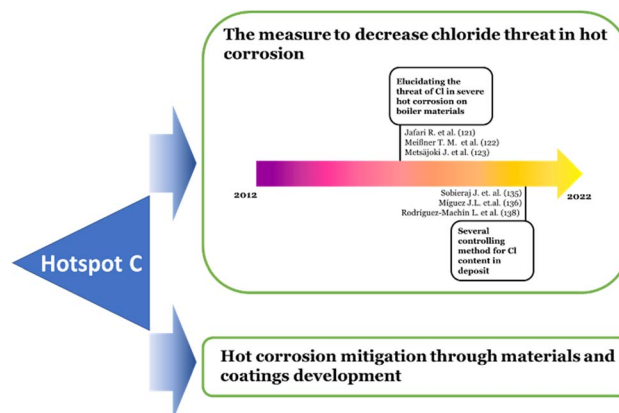 The measure to decrease chloride threat in hot
corrosion
Elucidating the
threat of Cl in severe
hot corrosion on
boiler materials
Jafari R. et al. (121)
Meißner T. M. et al. (122)
Metsäjoki J. et al. (123)
2012
2022
Sobieraj J. et. al. (135)
Míguez J.L. et.al. (136)
Rodriguez-Machin L. et al. (138)
Several
controlling
method for Cl
content in
deposit
Hotspot C
Hot corrosion mitigation through materials and
coatings development